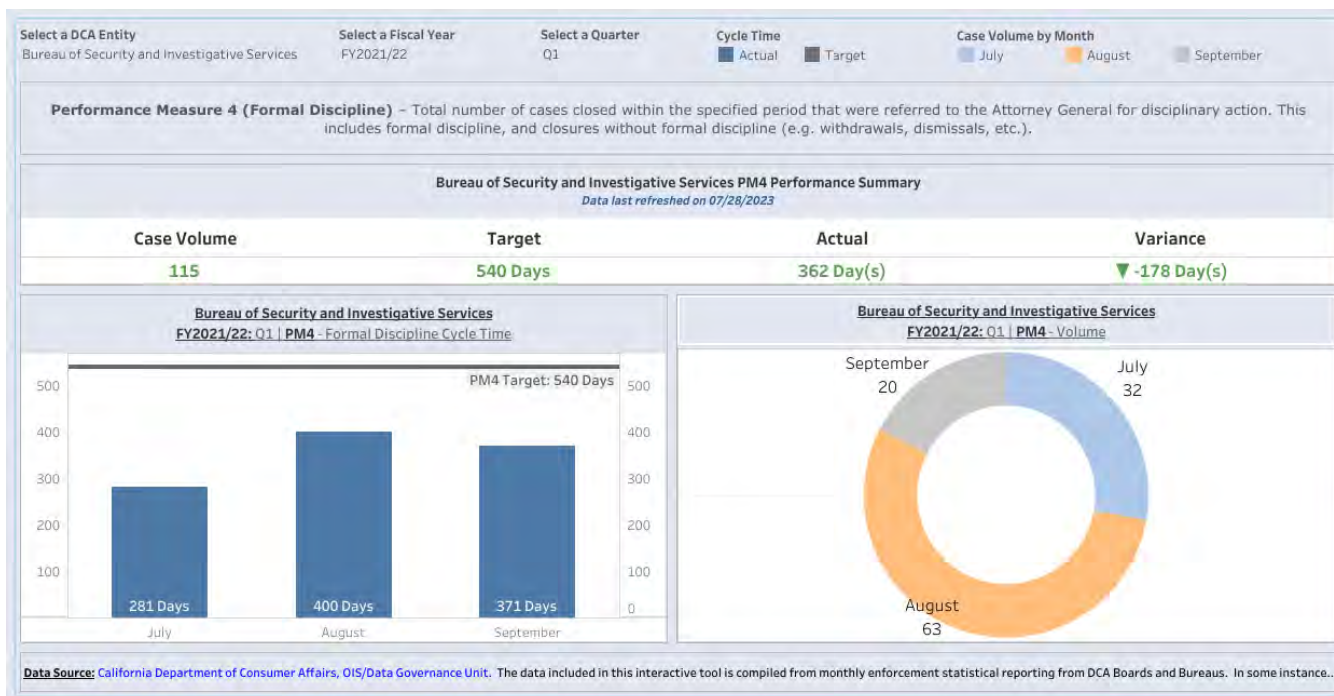 Select a DCA Entity Select a Fiscal Year Select a Quarter Cycle Time Case Volume by Month
Bureau of Security and Investigative Services FY2021/22 Q1 Actual Target July August September
Performance Measure 4 (Formal Discipline) – Total number of cases closed within the specified period that were referred to the Attorney General for disciplinary action. This
includes formal discipline, and closures without formal discipline (e.g. withdrawals, dismissals, etc.).
Bureau of Security and Investigative Services PM4 Performance Summary
Data last refreshed on 07/28/2023
Case Volume Target Actual Variance
115 540 Days 362 Day(s) ▼ -178 Day(s)
Bureau of Security and Investigative Services
FY2021/22: Q1 | PM4 - Formal Discipline Cycle Time
PM4 Target: 540 Days
500 500
400 400
300 300
200 200
100 100
0
281 Days 400 Days 371 Days
July August September
Bureau of Security and Investigative Services
FY2021/22: Q1 | PM4 - Volume
September
20
July
32
August
63
Data Source: California Department of Consumer Affairs, OIS/Data Governance Unit. The data included in this interactive tool is compiled from monthly enforcement statistical reporting from DCA Boards and Bureaus. In some instance...